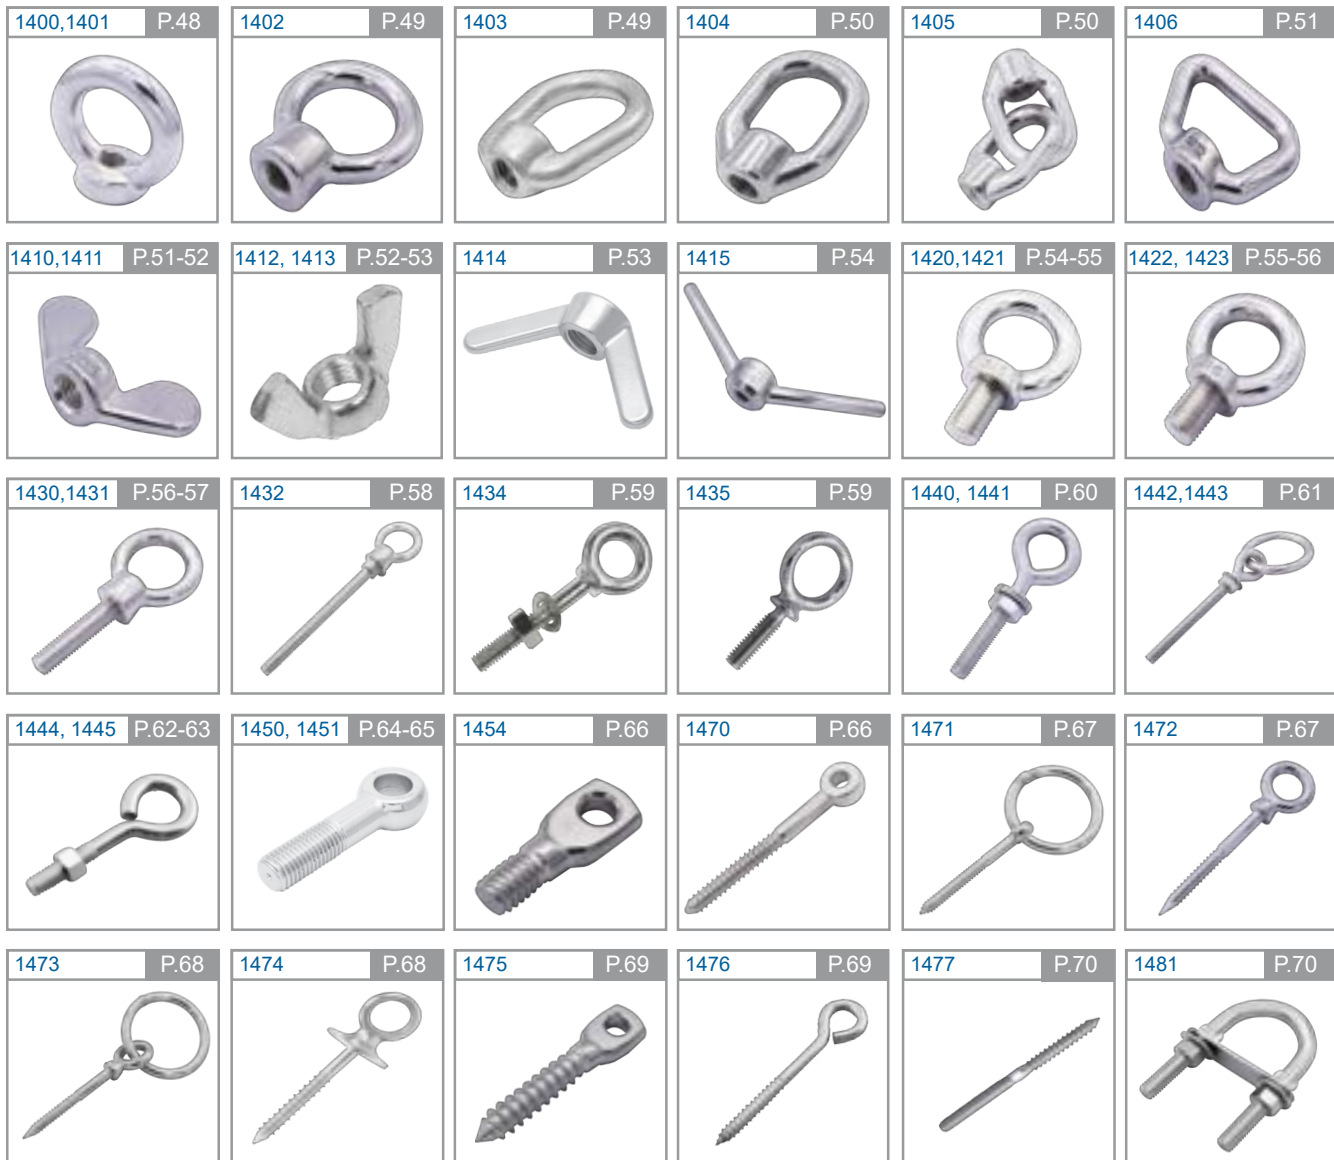 1400,1401 P.48
1402 P.49
1403 P.49
1404 P.50
1405 P.50
1406 P.51
1410,1411 P.51-52
1412, 1413 P.52-53
1414 P.53
1415 P.54
1420,1421 P.54-55
1422, 1423 P.55-56
1430,1431 P.56-57
1432 P.58
1434 P.59
1435 P.59
1440, 1441 P.60
1442,1443 P.61
1444, 1445 P.62-63
1450, 1451 P.64-65
1454 P.66
1470 P.66
1471 P.67
1472 P.67
1473 P.68
1474 P.68
1475 P.69
1476 P.69
1477 P.70
1481 P.70